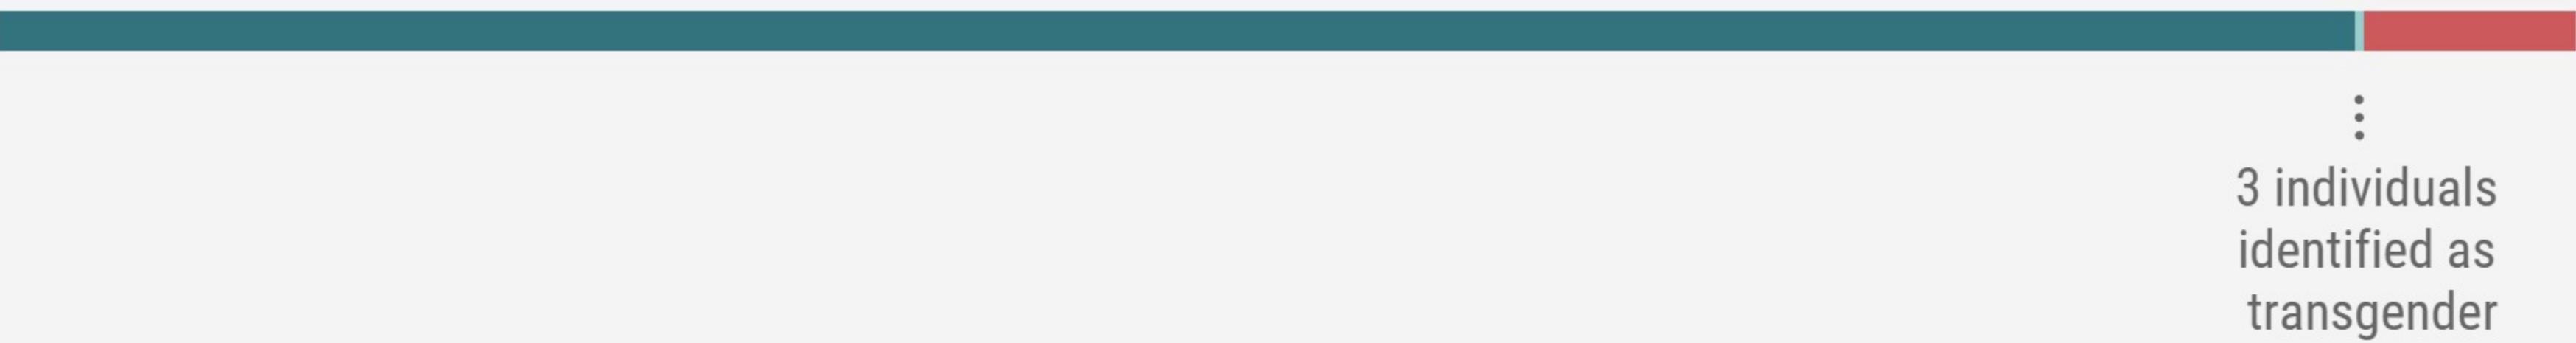 3 individuals
identified as
transgender